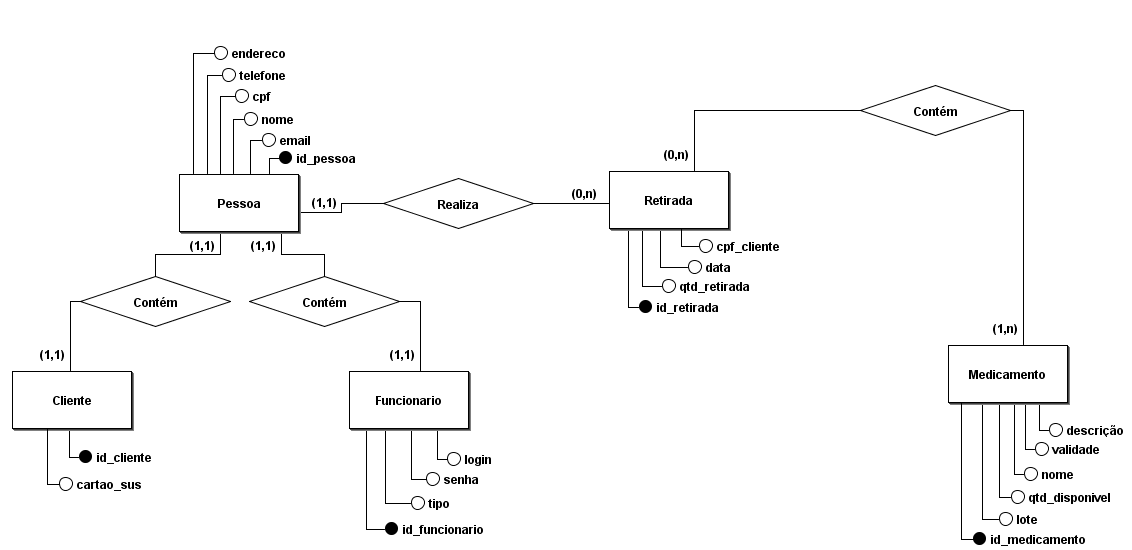 endereco
telefone
cpf
nome
email
id_pessoa
Pessoa
(1,1)
Realiza
(0,n)
Retirada
(0,n)
Contém
cpf_cliente
data
qtd_retirada
id_retirada
(1,1)
(1,1)
Contém
Contém
(1,1)
(1,1)
(1,n)
Cliente
Funcionario
Medicamento
id_cliente
cartao_sus
login
senha
tipo
id_funcionario
descrição
validade
nome
qtd_disponivel
lote
id_medicamento